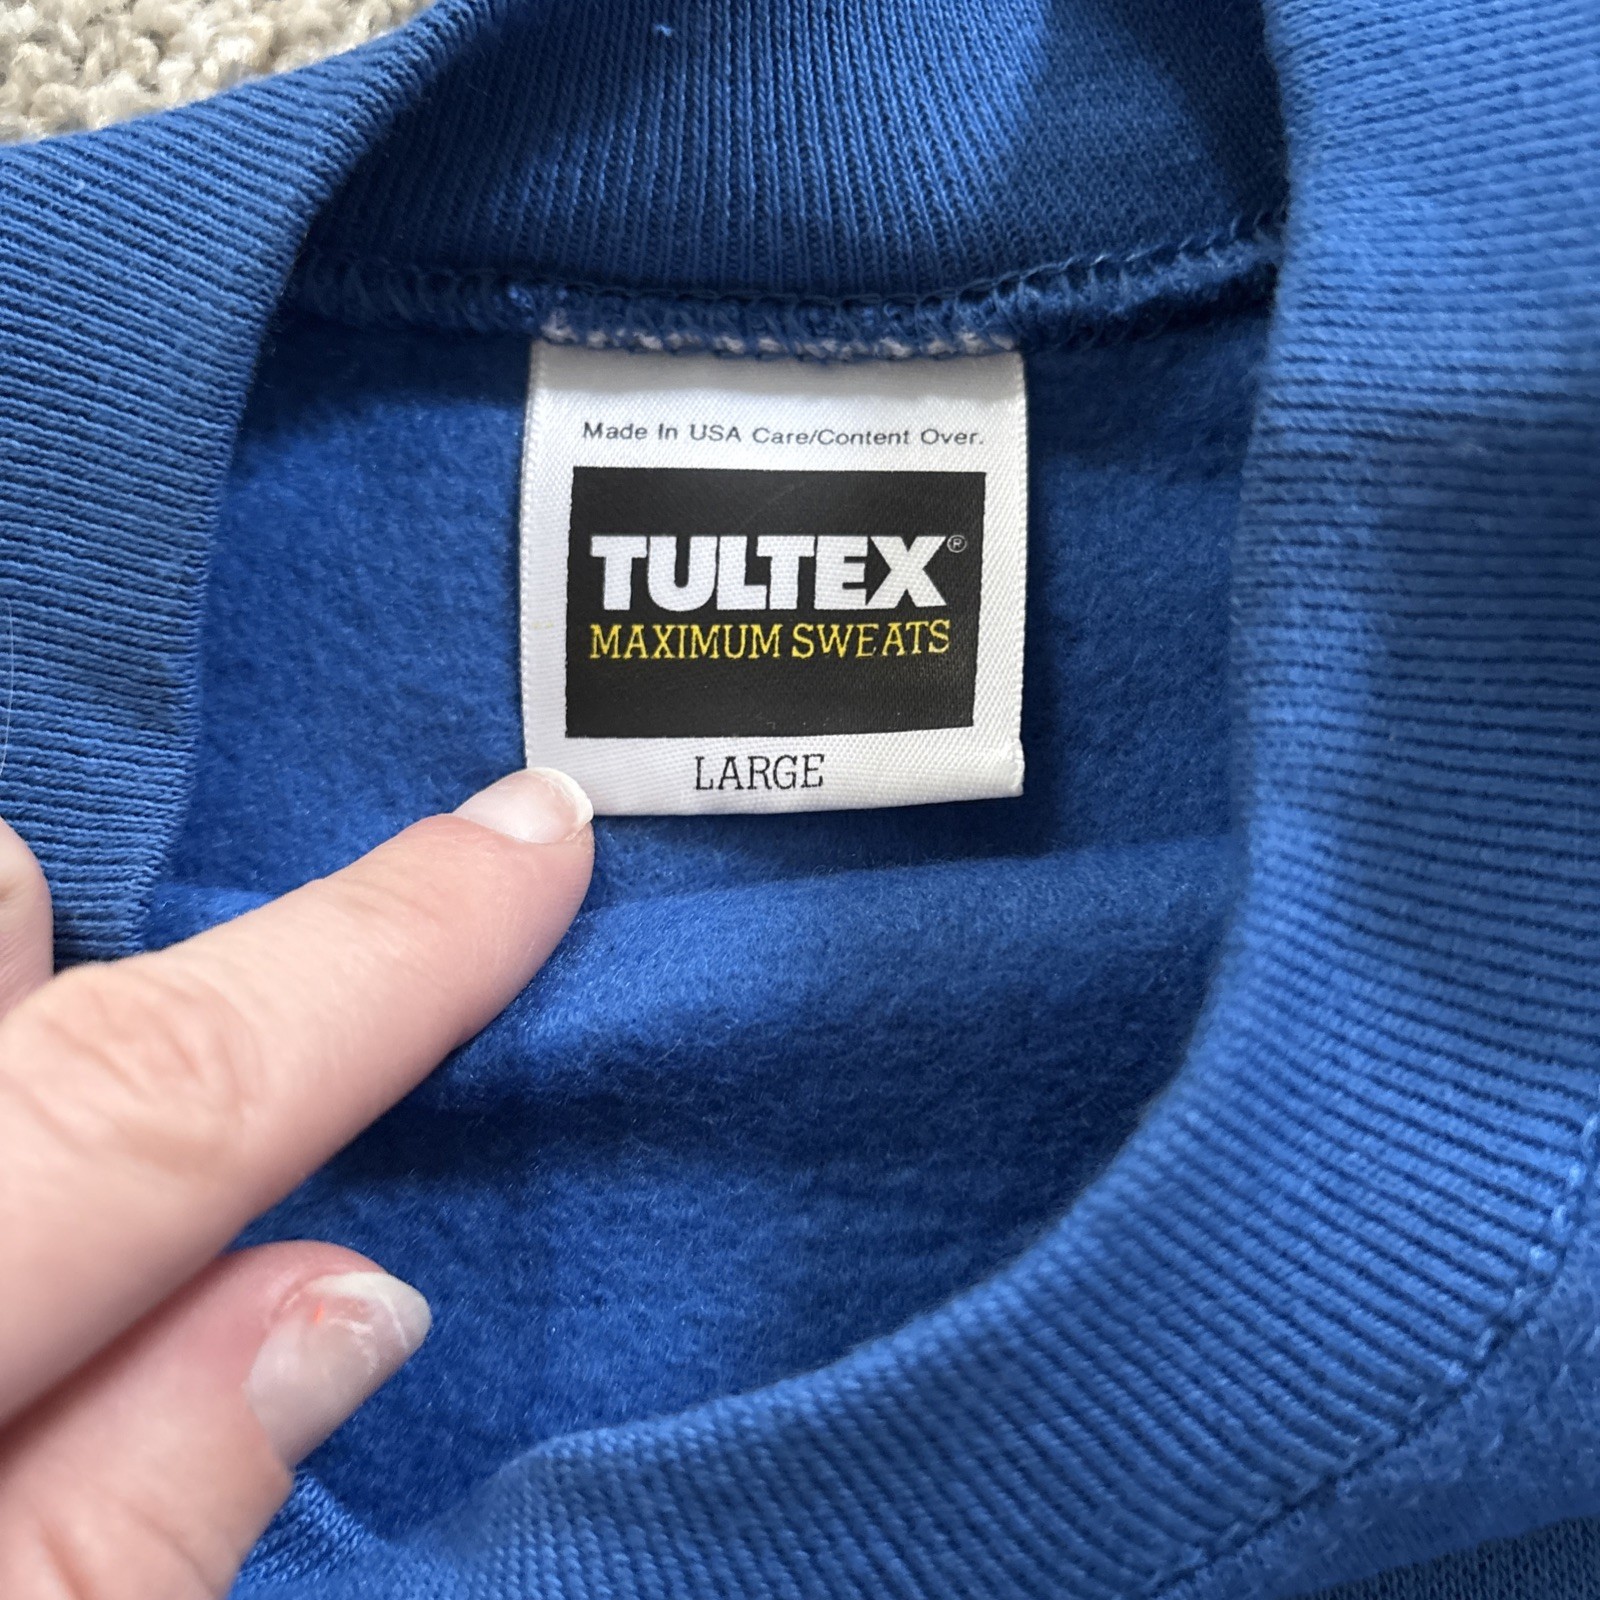 Made In USA Care/Content Over.
TULTEX®
MAXIMUM SWEATS
LARGE